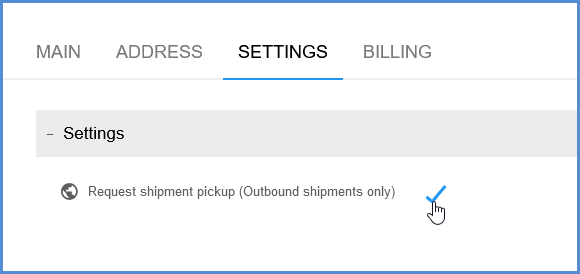 MAIN ADDRESS SETTINGS BILLING
– Settings
Request shipment pickup (Outbound shipments only)